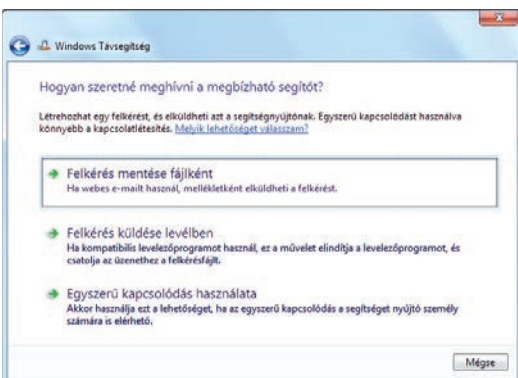 Windows Távsegítség
Hogyan szeretné meghívni a megbízható segítőt?
Létrehozhat egy felkérést, és elküldheti azt a segítségnyújtónak. Egyszerű kapcsolódást használva
könnyebb a kapcsolatlétesítés. Melyik lehetőséget válasszam?
Felkérés mentése fájlként
Ha webes e-mailt használ, mellékletként elküldheti a felkérést.
Felkérés küldése levélben
Ha kompatibilis levelezőprogramot használ, ez a művelet elindítja a levelezőprogramot, és
csatolja az üzenethez a felkérésfájlt.
Egyszerű kapcsolódás használata
Akkor használja ezt a lehetőséget, ha az egyszerű kapcsolódás a segítséget nyújtó személy
számára is elérhető.
Mégse